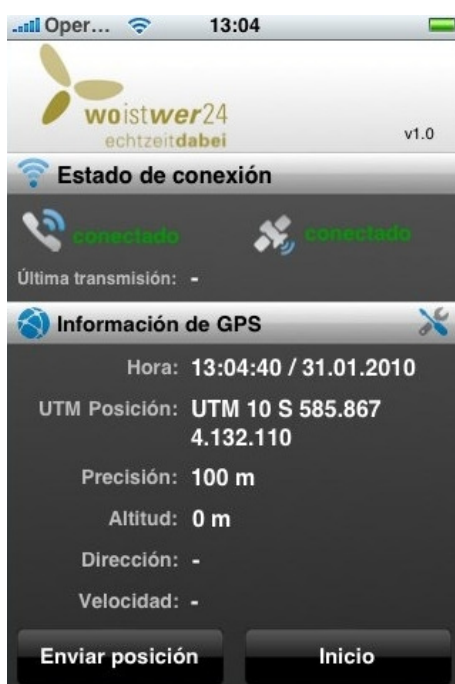 Oper... 13:04
woistwer24
echtzeitdabei
v1.0
Estado de conexión
conectado conectado
Última transmisión: -
Información de GPS
Hora: 13:04:40 / 31.01.2010
UTM Posición: UTM 10 S 585.867
4.132.110
Precisión: 100 m
Altitud: 0 m
Dirección: -
Velocidad: -
Enviar posición Inicio